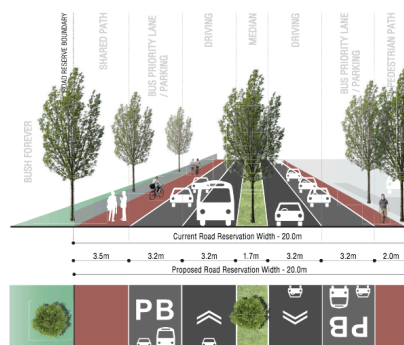 BUSH FOREVER
ROAD RESERVE BOUNDARY
SHARED PATH
BUS PRIORITY LANE
/ PARKING
DRIVING
MEDIAN
DRIVING
BUS PRIORITY LANE
/ PARKING
PEDESTRIAN PATH
Current Road Reservation Width - 20.0m
3.5m 3.2m 3.2m 1.7m 3.2m 3.2m 2.0m
Proposed Road Reservation Width - 20.0m
PB
PB